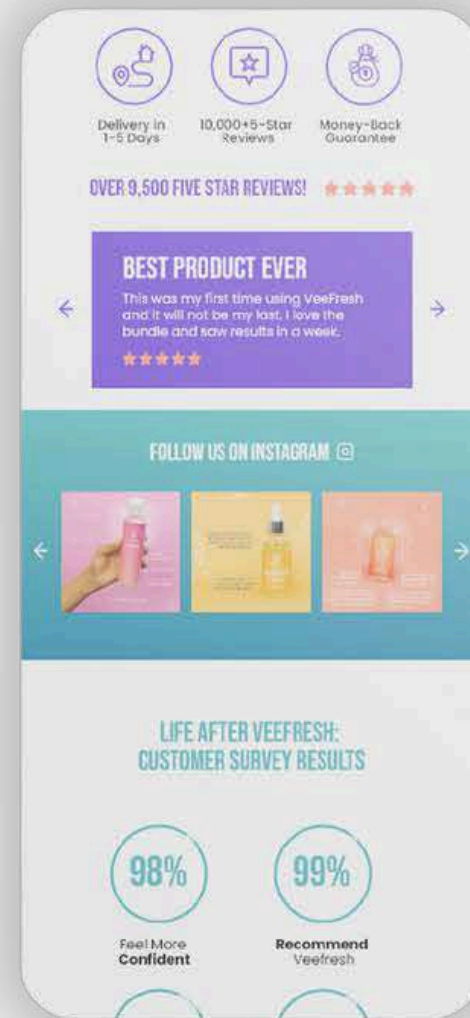 Delivery in
1-5 Days
10,000+5-Star
Reviews
Money-Back
Guarantee
OVER 9,500 FIVE STAR REVIEWS!
BEST PRODUCT EVER
This was my first time using VeeFresh
and it will not be my last. I love the
bundle and saw results in a week.
FOLLOW US ON INSTAGRAM
LIFE AFTER VEEFRESH:
CUSTOMER SURVEY RESULTS
98%
99%
Feel More
Confident
Recommend
Veefresh